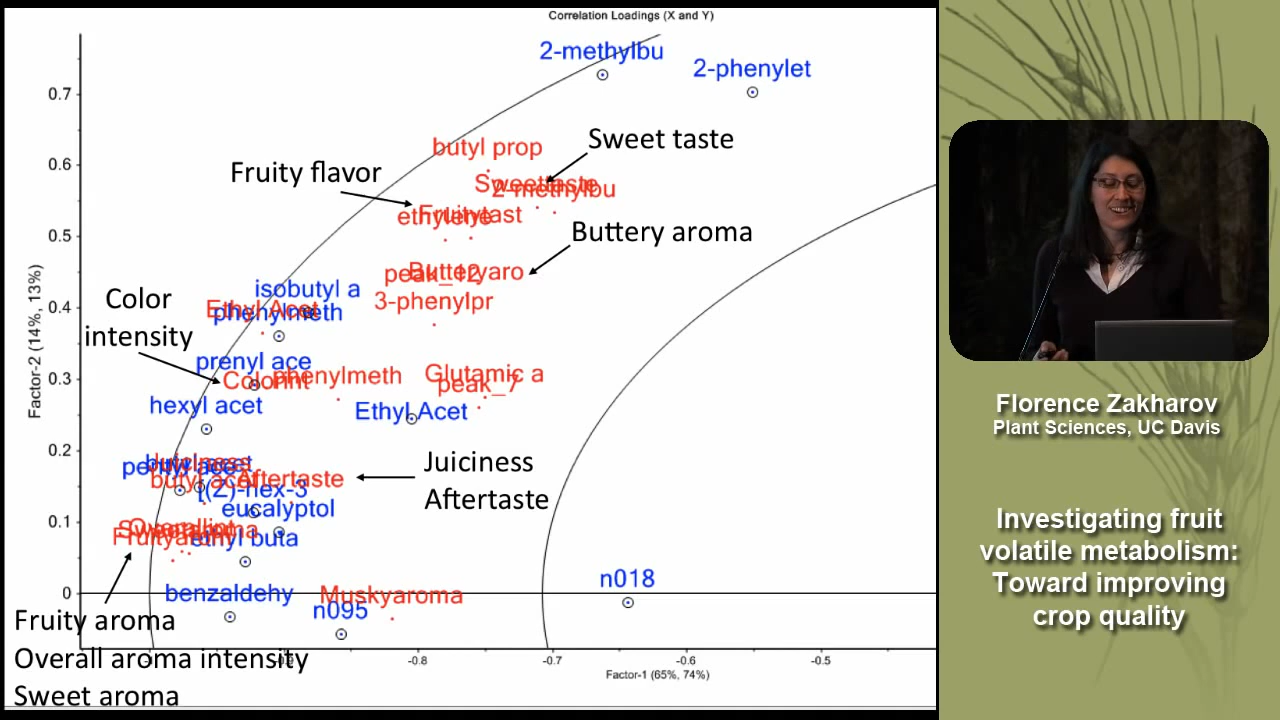 Correlation Loadings (X and Y)
2-methylbu
2-phenylet
0.7
butyl prop
Sweet taste
0.6
Fruity flavor
Sweettaste
2-methylbu
ethylene
Fruitytast
0.5
Buttery aroma
Butteryaro
peak_12
isobutyl a
Color
intensity
3-phenylpr
Ethyl Acet
phenylmeth
0.4
prenyl ace
Colorint
phenylmeth
Glutamic a
peak_7
0.3
hexyl acet
Ethyl Acet
0.2
Juiciness
Aftertaste
butyl acet
Aftertaste
[(Z)-hex-3
eucalyptol
0.1
ethyl buta
0
benzaldehy
Muskyaroma
n095
n018
Fruity aroma
Overall aroma intensity
Sweet aroma
-0.8
-0.7
-0.6
-0.5
Factor-1 (65%, 74%)
Factor-2 (14%, 13%)
Florence Zakharov
Plant Sciences, UC Davis
Investigating fruit
volatile metabolism:
Toward improving
crop quality